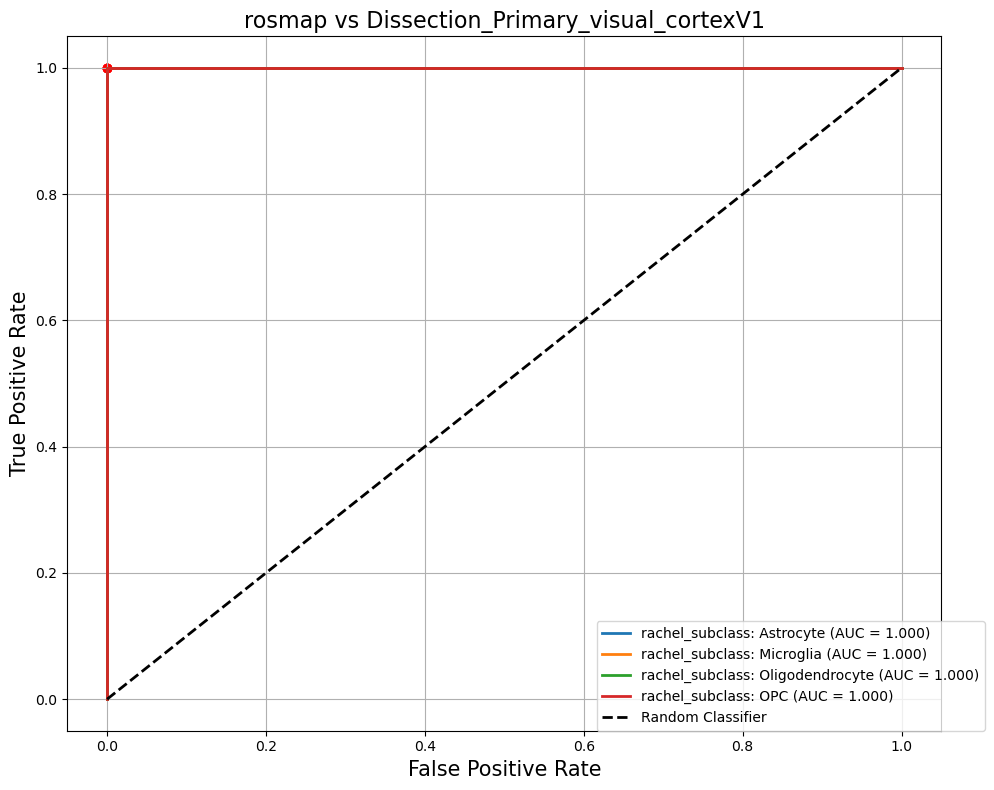 rosmap vs Dissection_Primary_visual_cortexV1
1.0
0.8
0.6
0.4
0.2
0.0
True Positive Rate
rachel_subclass: Astrocyte (AUC = 1.000)
rachel_subclass: Microglia (AUC = 1.000)
rachel_subclass: Oligodendrocyte (AUC = 1.000)
rachel_subclass: OPC (AUC = 1.000)
Random Classifier
0.0 0.2 0.4 0.6 0.8 1.0
False Positive Rate